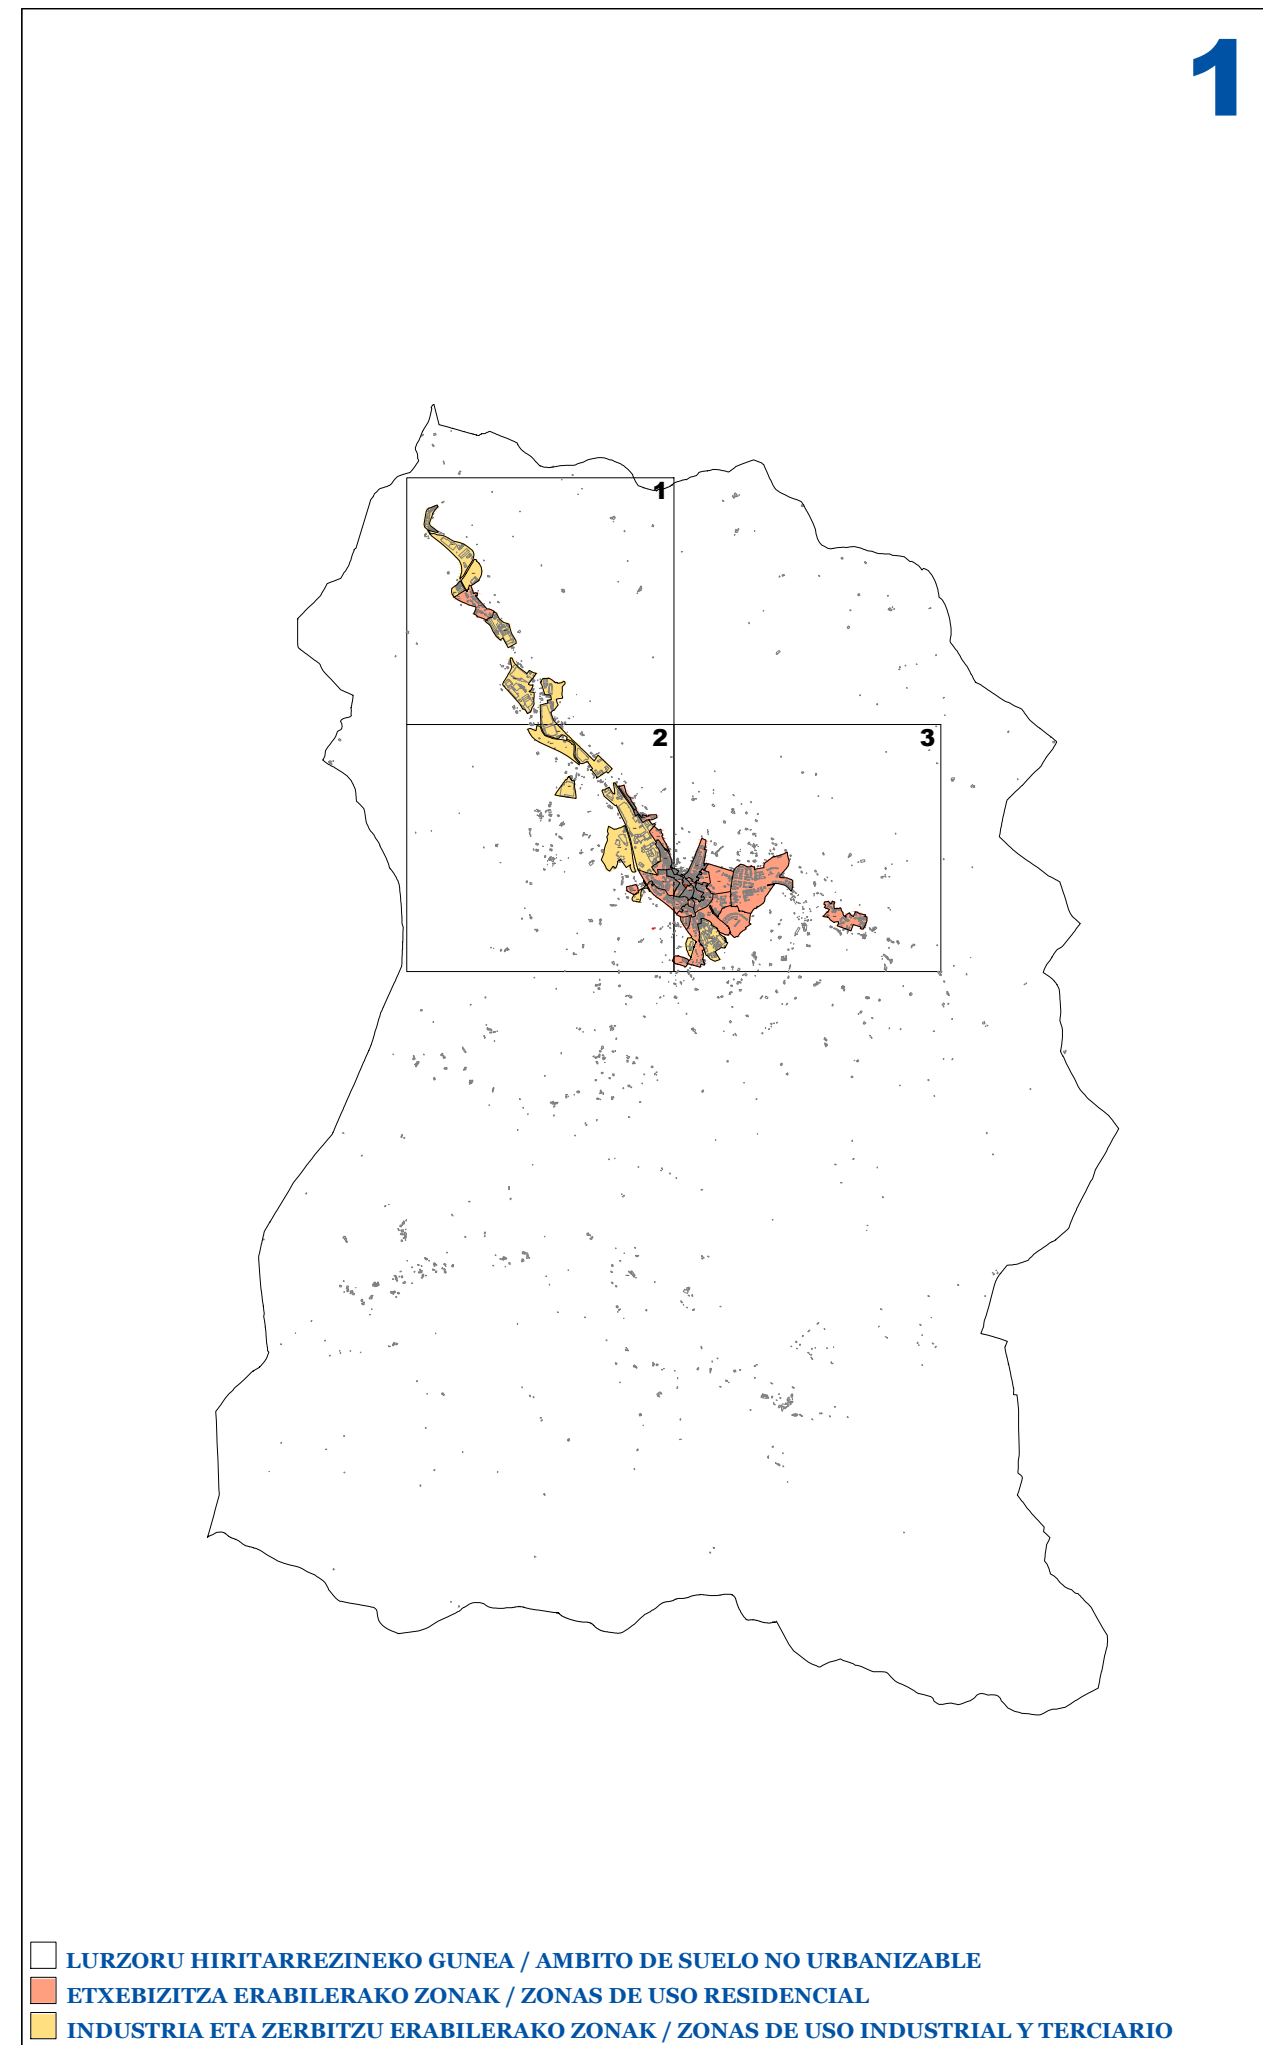 1
1
2
3
LURZORU HIRITARREZINEKO GUNEA / AMBITO DE SUELO NO URBANIZABLE
ETXEBIZITZA ERABILERAKO ZONAK / ZONAS DE USO RESIDENCIAL
INDUSTRIA ETA ZERBITZU ERABILERAKO ZONAK / ZONAS DE USO INDUSTRIAL Y TERCIARIO